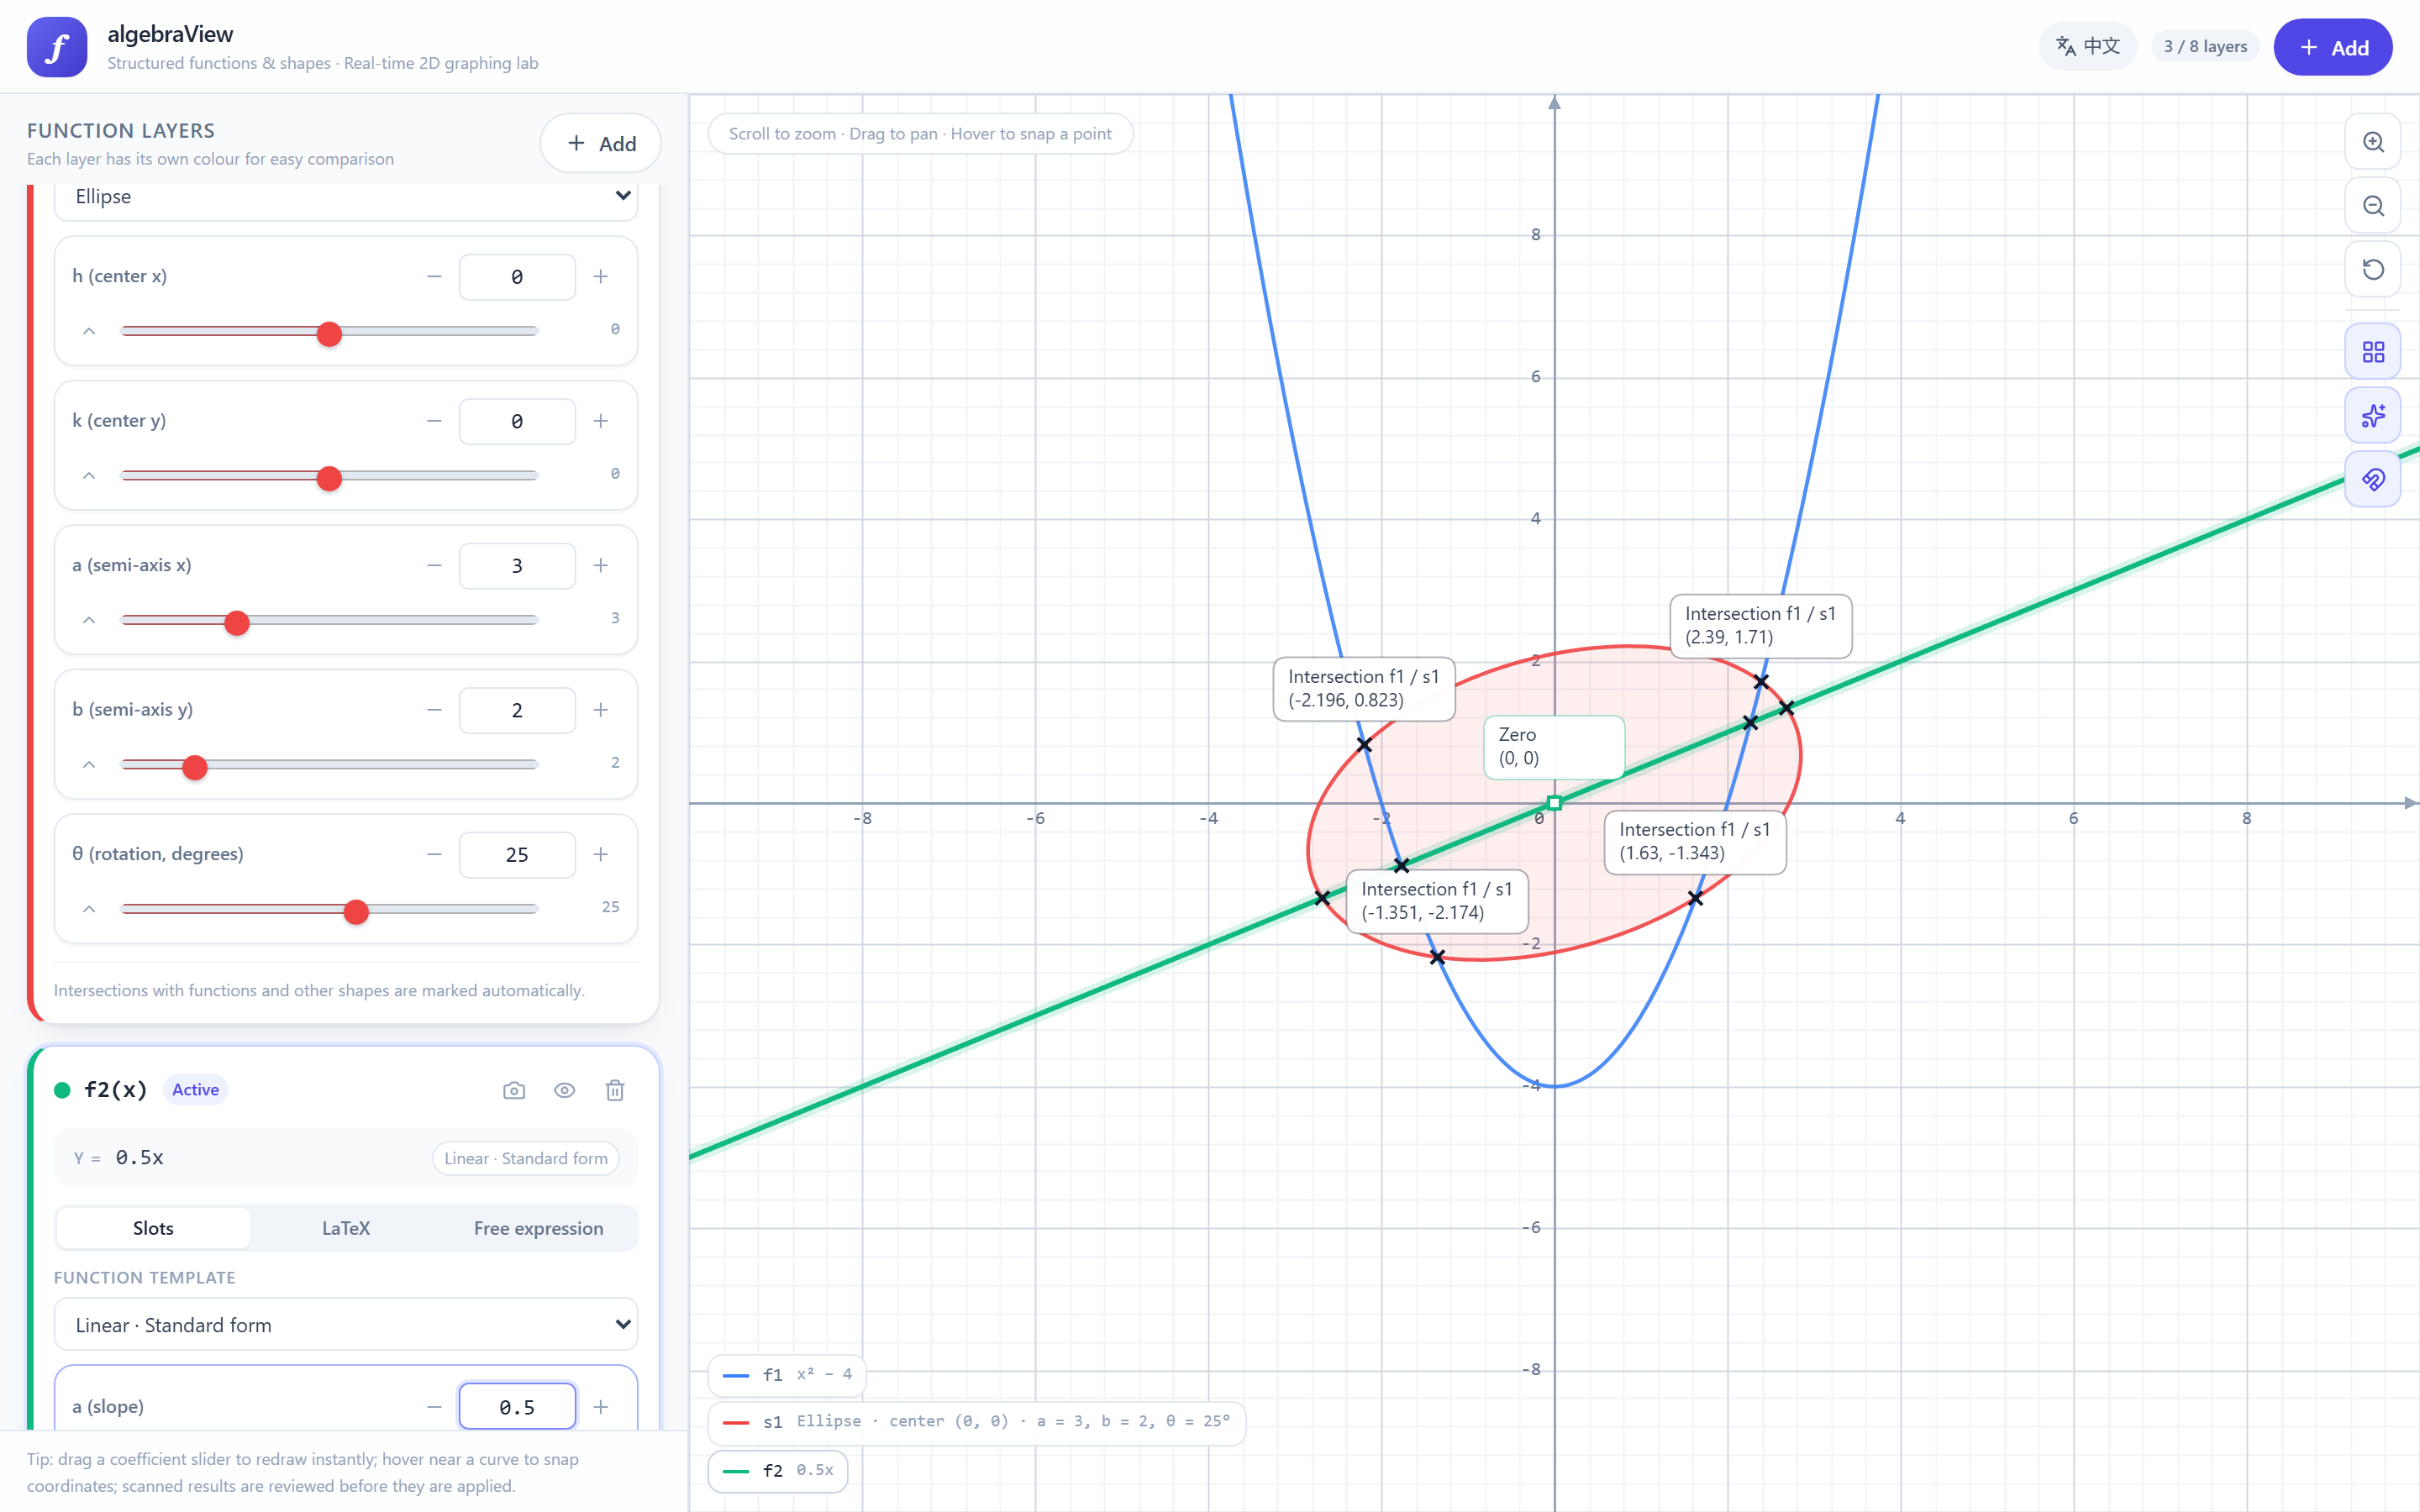 f
algebraView
Structured functions & shapes · Real-time 2D graphing lab
中文
3 / 8 layers
+ Add
FUNCTION LAYERS
Each layer has its own colour for easy comparison
+ Add
Ellipse
h (center x)
− 0 +
0
k (center y)
− 0 +
0
a (semi-axis x)
− 3 +
3
b (semi-axis y)
− 2 +
2
θ (rotation, degrees)
− 25 +
25
Intersections with functions and other shapes are marked automatically.
f2(x) Active
Y = 0.5x
Linear · Standard form
Slots LaTeX Free expression
FUNCTION TEMPLATE
Linear · Standard form
a (slope)
− 0.5 +
Tip: drag a coefficient slider to redraw instantly; hover near a curve to snap
coordinates; scanned results are reviewed before they are applied.
Scroll to zoom · Drag to pan · Hover to snap a point
8
6
4
2
Intersection f1 / s1
(2.39, 1.71)
Intersection f1 / s1
(-2.196, 0.823)
Zero
(0, 0)
-8 -6 -4 -2 0 4 6 8
Intersection f1 / s1
(1.63, -1.343)
Intersection f1 / s1
(-1.351, -2.174)
-2
-4
-6
-8
f1 x² − 4
s1 Ellipse · center (0, 0) · a = 3, b = 2, θ = 25°
f2 0.5x